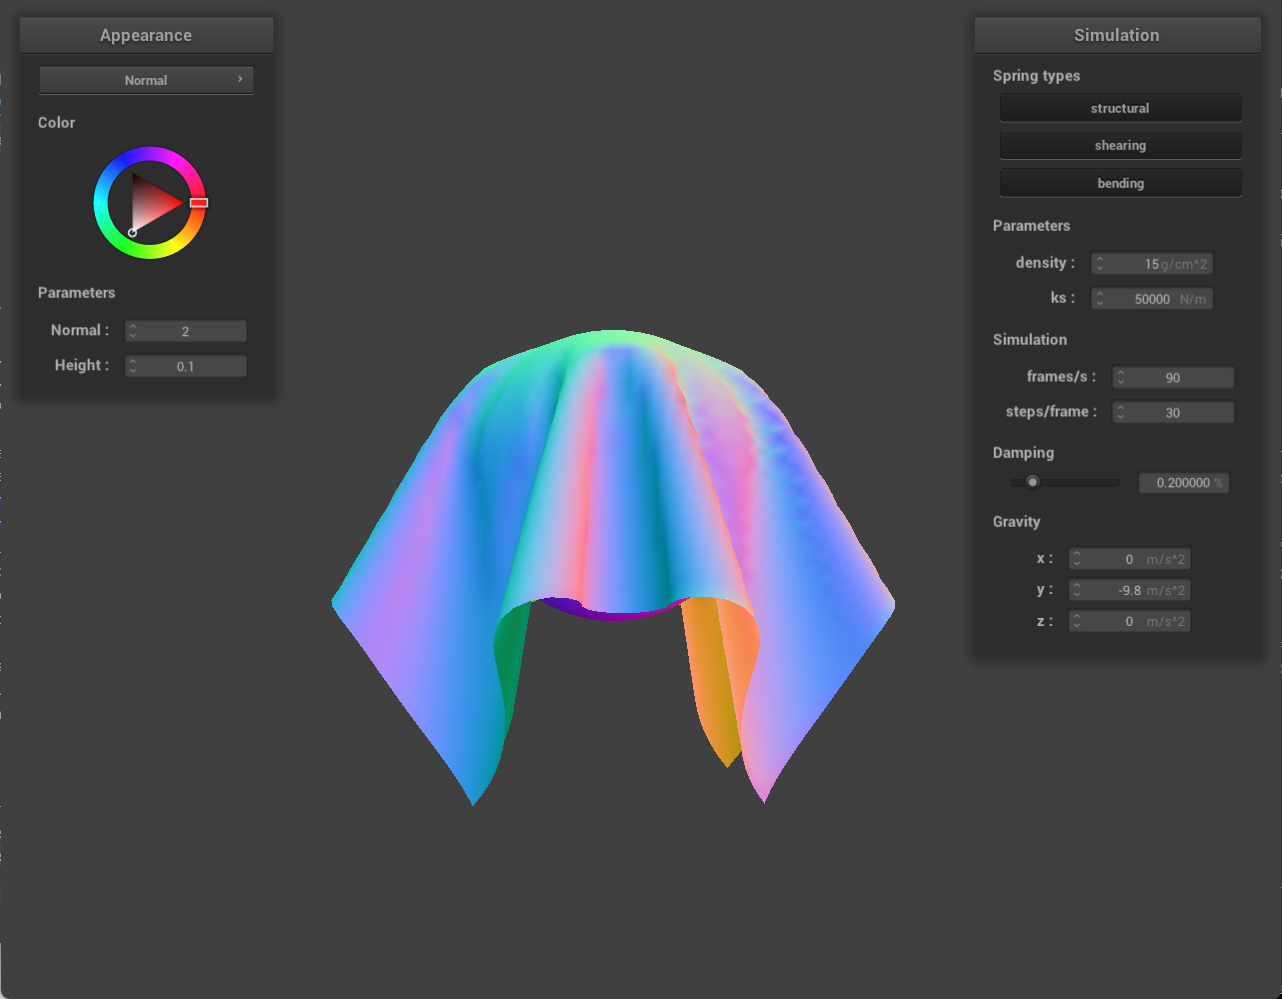 Appearance
Normal
Color
Parameters
Normal : 2
Height : 0.1
Simulation
Spring types
structural
shearing
bending
Parameters
density : 15 g/cm^2
ks : 50000 N/m
Simulation
frames/s : 90
steps/frame : 30
Damping
0.200000 %
Gravity
x : 0 m/s^2
y : -9.8 m/s^2
z : 0 m/s^2